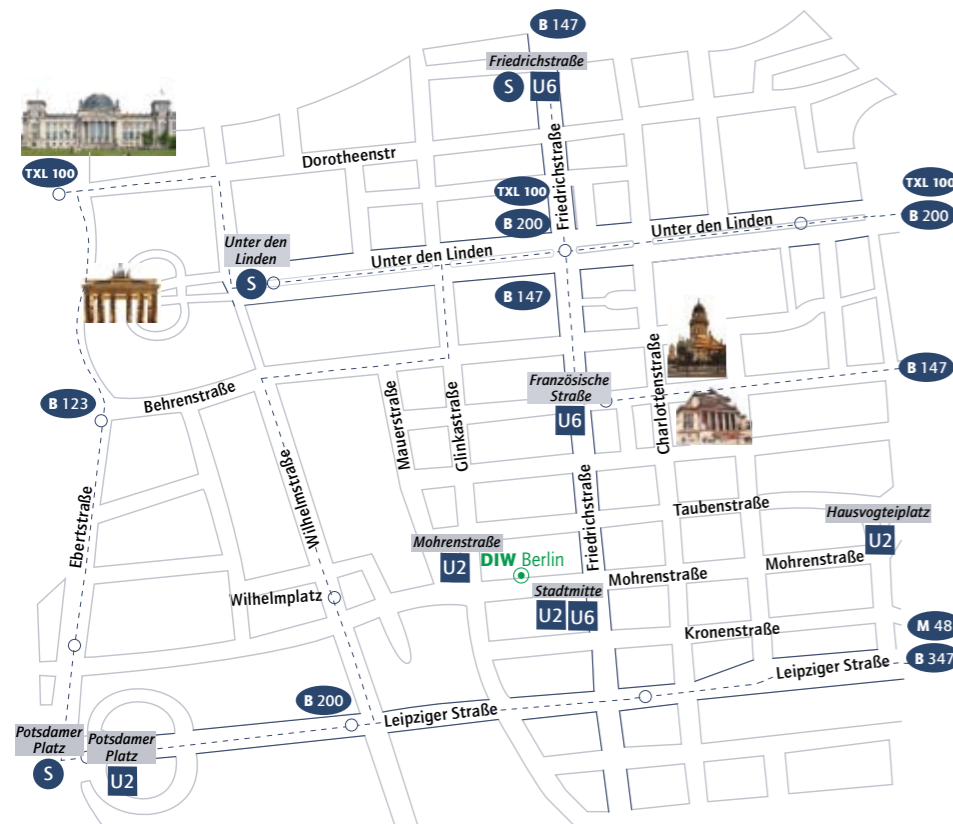 B 147
Friedrichstraße
S
U6
Dorotheenstr
Friedrichstraße
TXL 100
TXL 100
TXL 100
B 200
B 200
Unter den Linden
Unter den
Linden
S
Unter den Linden
B 147
Charlottenstraße
B 147
Französische
Straße
U6
Behrenstraße
B 123
Mauerstraße
Glinkastraße
Wilhelmstraße
Ebertstraße
Friedrichstraße
Taubenstraße
Hausvogteiplatz
U2
Mohrenstraße
U2
DIW Berlin
Mohrenstraße
Mohrenstraße
Stadtmitte
U2
U6
Wilhelmplatz
Kronenstraße
M 48
B 347
Leipziger Straße
B 200
Leipziger Straße
Potsdamer
Platz
S
Potsdamer
Platz
U2